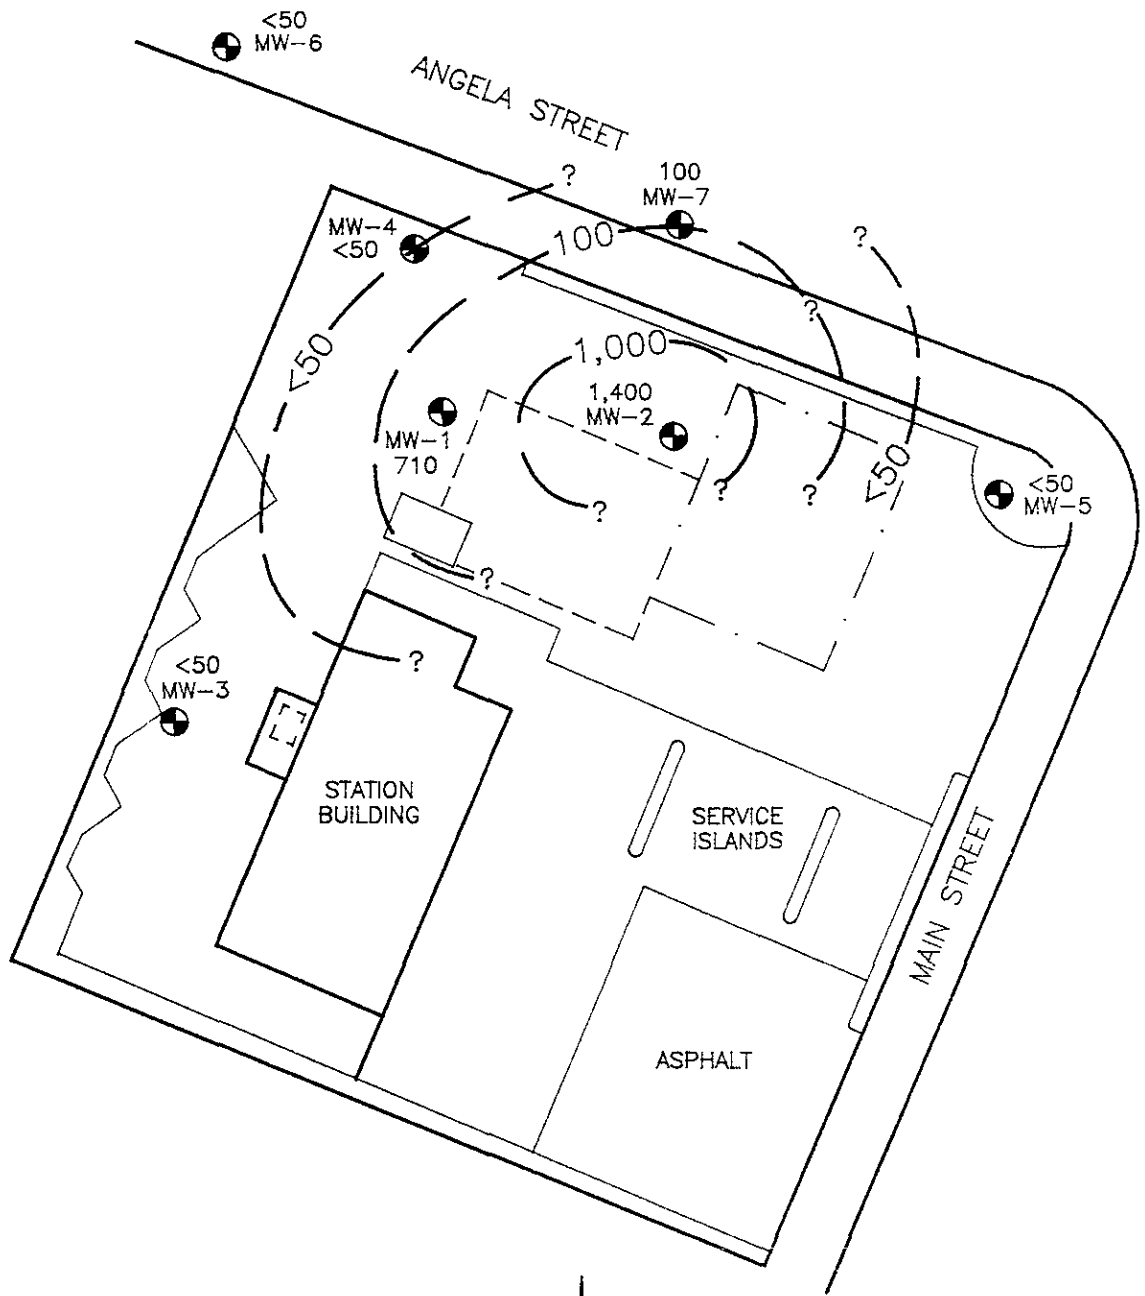 <50
MW-6
ANGELA STREET
?
100
MW-7
MW-4
<50
100
?
?
<50
1,000
1,400
MW-2
MW-1
710
<50
<50
MW-5
?
?
?
?
?
<50
MW-3
STATION
BUILDING
SERVICE
ISLANDS
MAIN STREET
ASPHALT